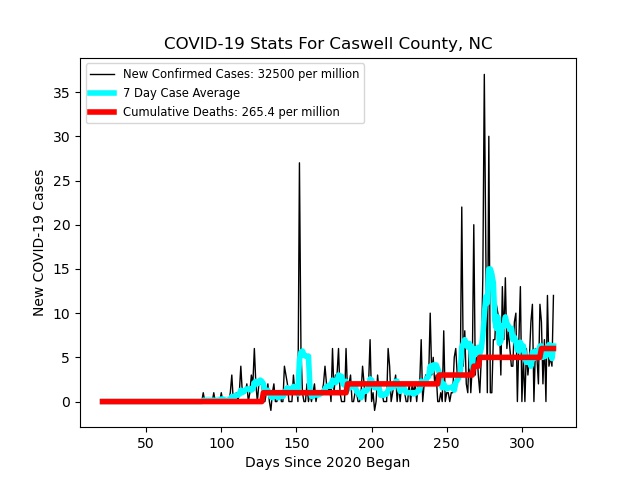 COVID-19 Stats For Caswell County, NC
New Confirmed Cases: 32500 per million
7 Day Case Average
Cumulative Deaths: 265.4 per million
New COVID-19 Cases
35
30
25
20
15
10
5
0
50 100 150 200 250 300
Days Since 2020 Began